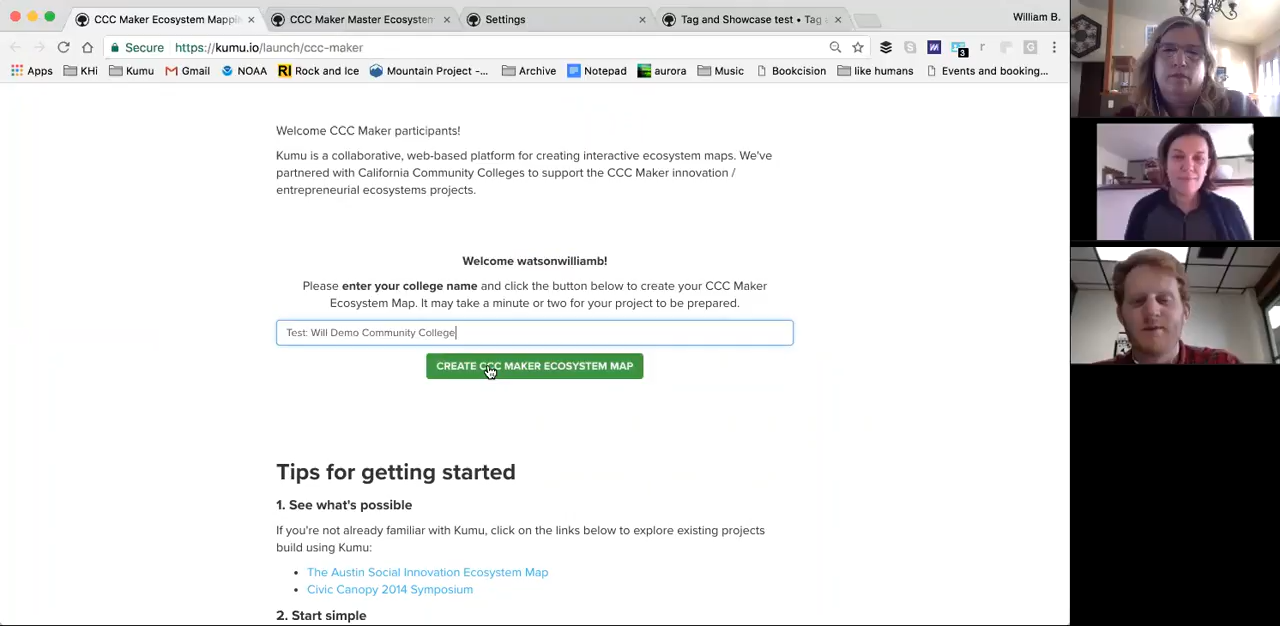 CCC Maker Ecosystem Mappi
CCC Maker Master Ecosystem
Settings
Tag and Showcase test • Tag
William B.
Secure https://kumu.io/launch/ccc-maker
3
Apps KHi Kumu Gmail NOAA Rock and Ice Mountain Project -... Archive Notepad aurora Music Bookcision like humans Events and booking...
Welcome CCC Maker participants!
Kumu is a collaborative, web-based platform for creating interactive ecosystem maps. We've
partnered with California Community Colleges to support the CCC Maker innovation /
entrepreneurial ecosystems projects.
Welcome watsonwilliamb!
Please enter your college name and click the button below to create your CCC Maker
Ecosystem Map. It may take a minute or two for your project to be prepared.
Test: Will Demo Community College
CREATE CCC MAKER ECOSYSTEM MAP
Tips for getting started
1. See what's possible
If you're not already familiar with Kumu, click on the links below to explore existing projects
build using Kumu:
• The Austin Social Innovation Ecosystem Map
• Civic Canopy 2014 Symposium
2. Start simple